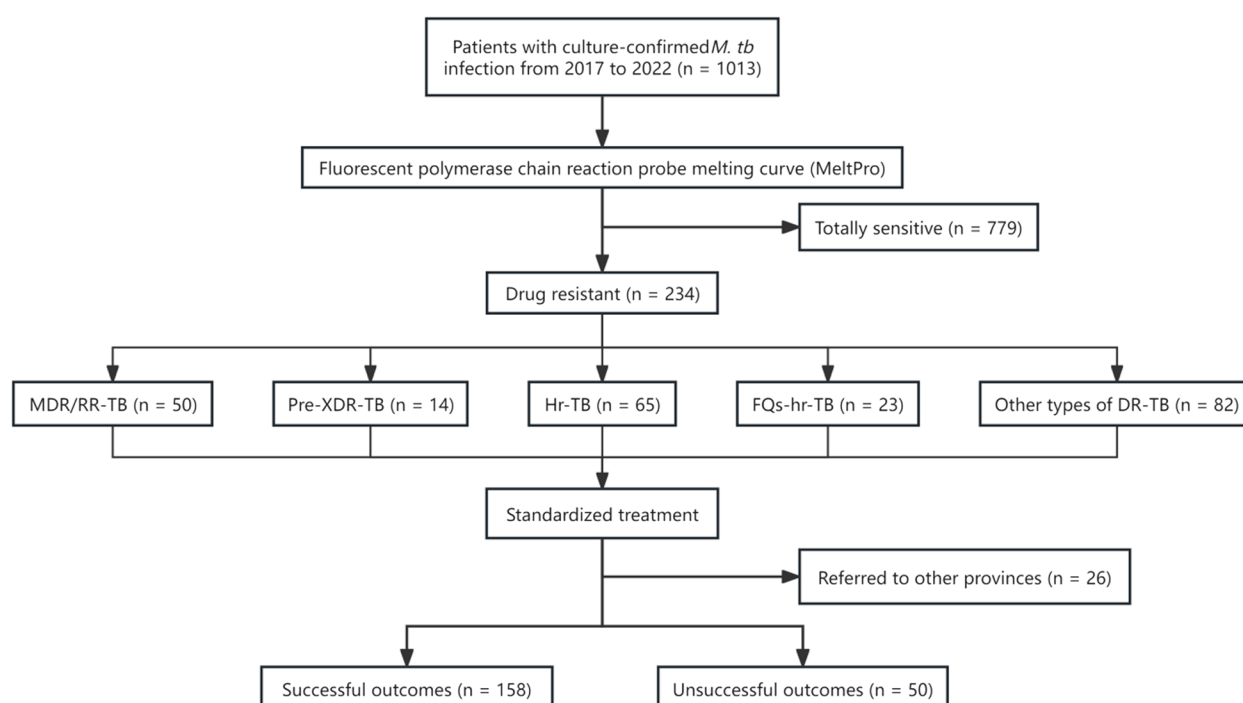 Patients with culture-confirmed M. tb
infection from 2017 to 2022 (n = 1013)
Fluorescent polymerase chain reaction probe melting curve (MeltPro)
Totally sensitive (n = 779)
Drug resistant (n = 234)
MDR/RR-TB (n = 50)
Pre-XDR-TB (n = 14)
Hr-TB (n = 65)
FQs-hr-TB (n = 23)
Other types of DR-TB (n = 82)
Standardized treatment
Referred to other provinces (n = 26)
Successful outcomes (n = 158)
Unsuccessful outcomes (n = 50)